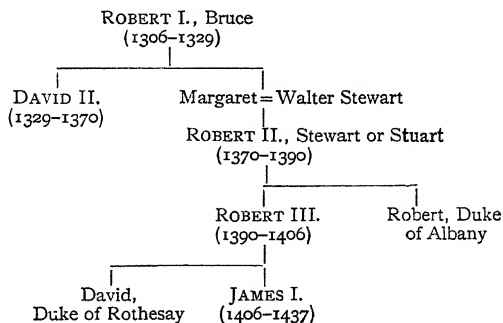 ROBERT I., Bruce
(1306–1329)
DAVID II.
(1329–1370)
Margaret = Walter Stewart
ROBERT II., Stewart or Stuart
(1370–1390)
ROBERT III.
(1390–1406)
Robert, Duke
of Albany
David,
Duke of Rothesay
JAMES I.
(1406–1437)